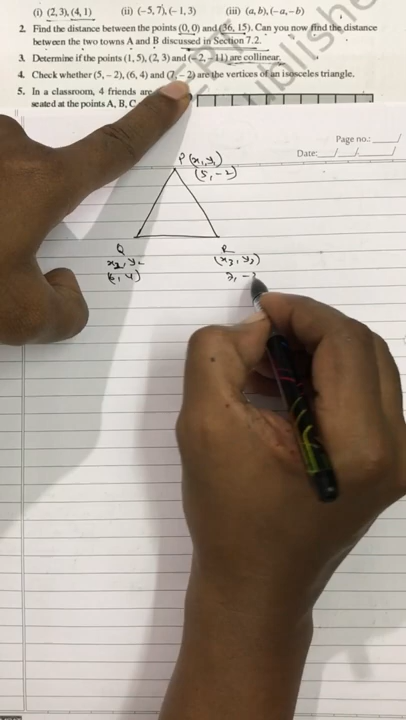 (i) (2, 3), (4, 1) (ii) (−5, 7), (−1, 3) (iii) (a, b), (−a, −b)
2. Find the distance between the points (0, 0) and (36, 15). Can you now find the distance
between the two towns A and B discussed in Section 7.2.
3. Determine if the points (1, 5), (2, 3) and (−2, −11) are collinear.
4. Check whether (5, −2), (6, 4) and (7, −2) are the vertices of an isosceles triangle.
5. In a classroom, 4 friends are
seated at the points A, B, C
Page no.:
Date:
P (x, y,)
(5, −2)
Q R
x2, y2 (x3, y3)
(6, 4) 7, −2